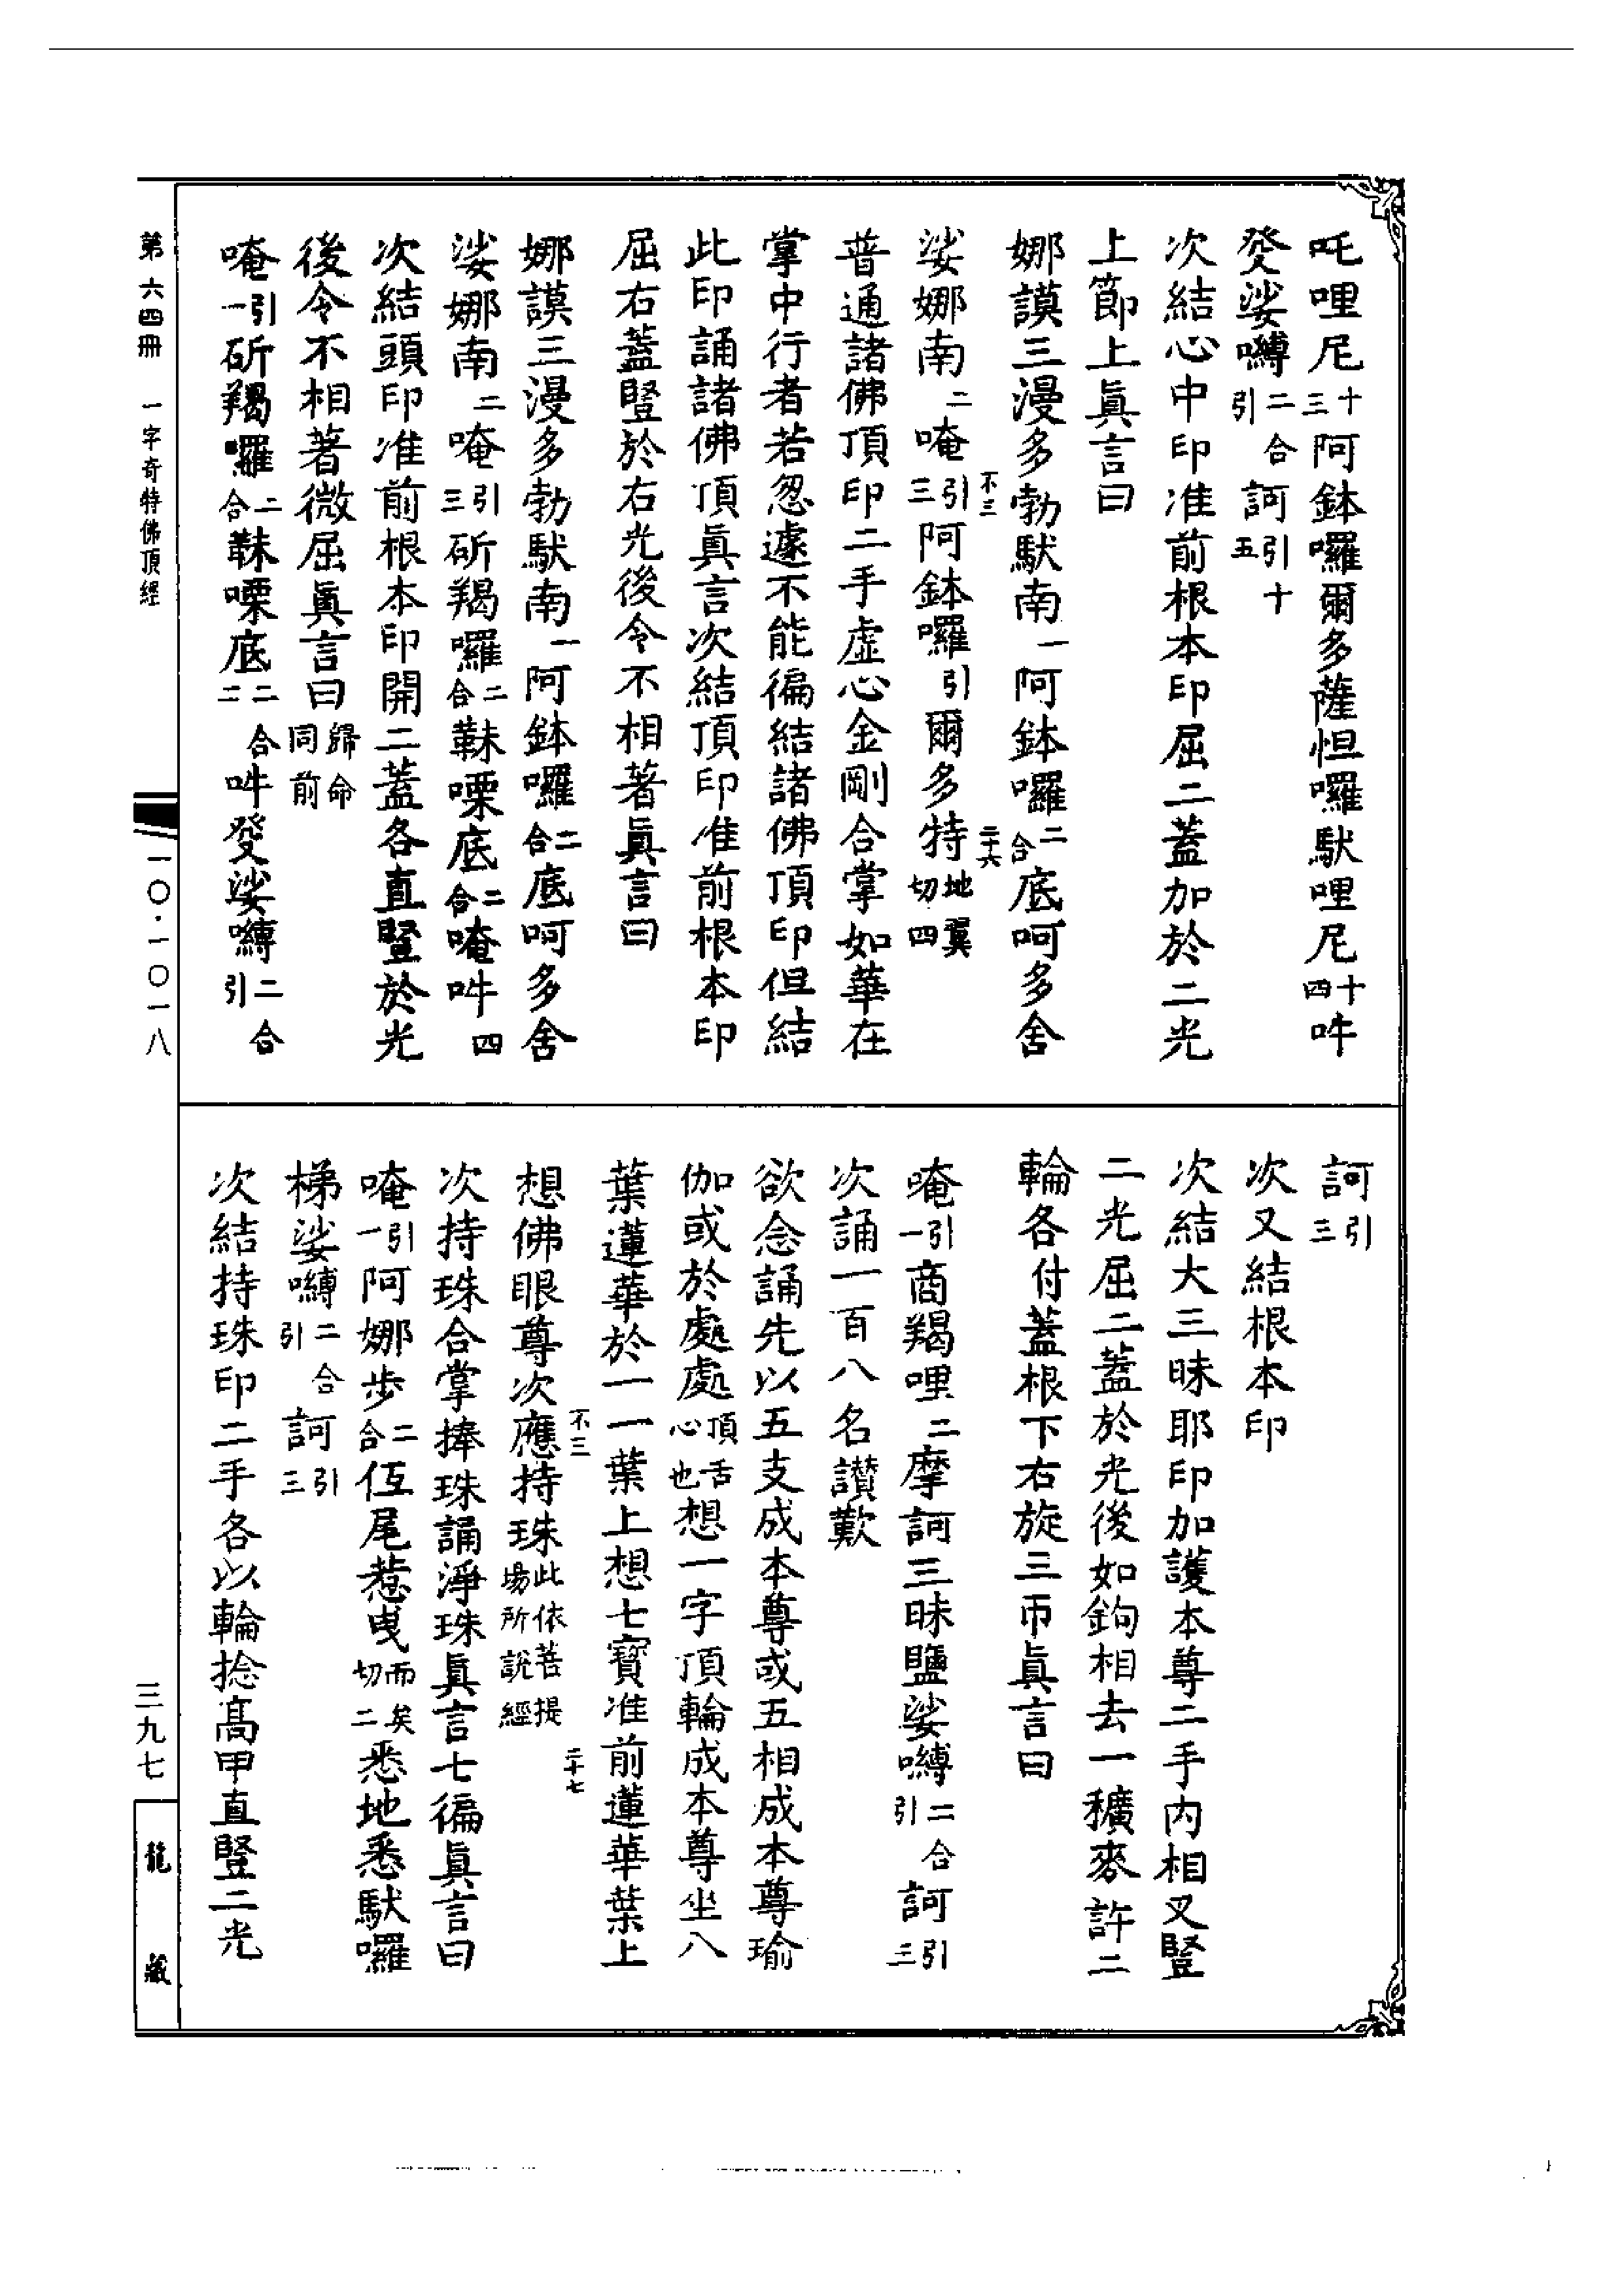 吒哩尼十三阿鉢囉爾多薩怛囉馱哩尼十四吽
癹娑嚩二合引訶引十五
次結心中印准前根本印屈二蓋加於二光
上節上眞言曰
娜謨三漫多勃馱南一阿鉢囉二合底呵多舍
不三 二十六
娑娜南二唵引三阿鉢囉引爾多特地翼切四
普通諸佛頂印二手虛心金剛合掌如華在
掌中行者若怱遽不能徧結諸佛頂印但結
此印誦諸佛頂眞言次結頂印准前根本印
屈右蓋豎於右光後令不相著眞言曰
娜謨三漫多勃馱南一阿鉢囉二合底呵多舍
娑娜南二唵引三斫羯囉二合韎㗚底二合唵吽四
次結頭印准前根本印開二蓋各直豎於光
後令不相著微屈眞言曰歸命同前
唵引一斫羯囉二合韎㗚底二合二吽癹娑嚩二合引
訶引三
次又結根本印
次結大三昧耶印加護本尊二手內相叉豎
二光屈二蓋於光後如鉤相去一穬麥許二
輪各付蓋根下右旋三帀眞言曰
唵引一商羯哩二摩訶三昧鹽娑嚩二合引訶引三
次誦一百八名讃歎
欲念誦先以五支成本尊或五相成本尊瑜
伽或於處處頂舌心也想一字頂輪成本尊坐八
葉蓮華於一一葉上想七寶准前蓮華葉上
不三 二十七
想佛眼尊次應持珠此依菩提場所說經
次持珠合掌捧珠誦淨珠眞言七徧眞言曰
唵引一阿娜步二合仾尾惹曳而矣切二悉地悉馱囉
梯娑嚩二合引訶引三
次結持珠印二手各以輪捻高甲直豎二光
第六四冊 一字奇特佛頂經
一〇·一〇一八
三九七
龍藏